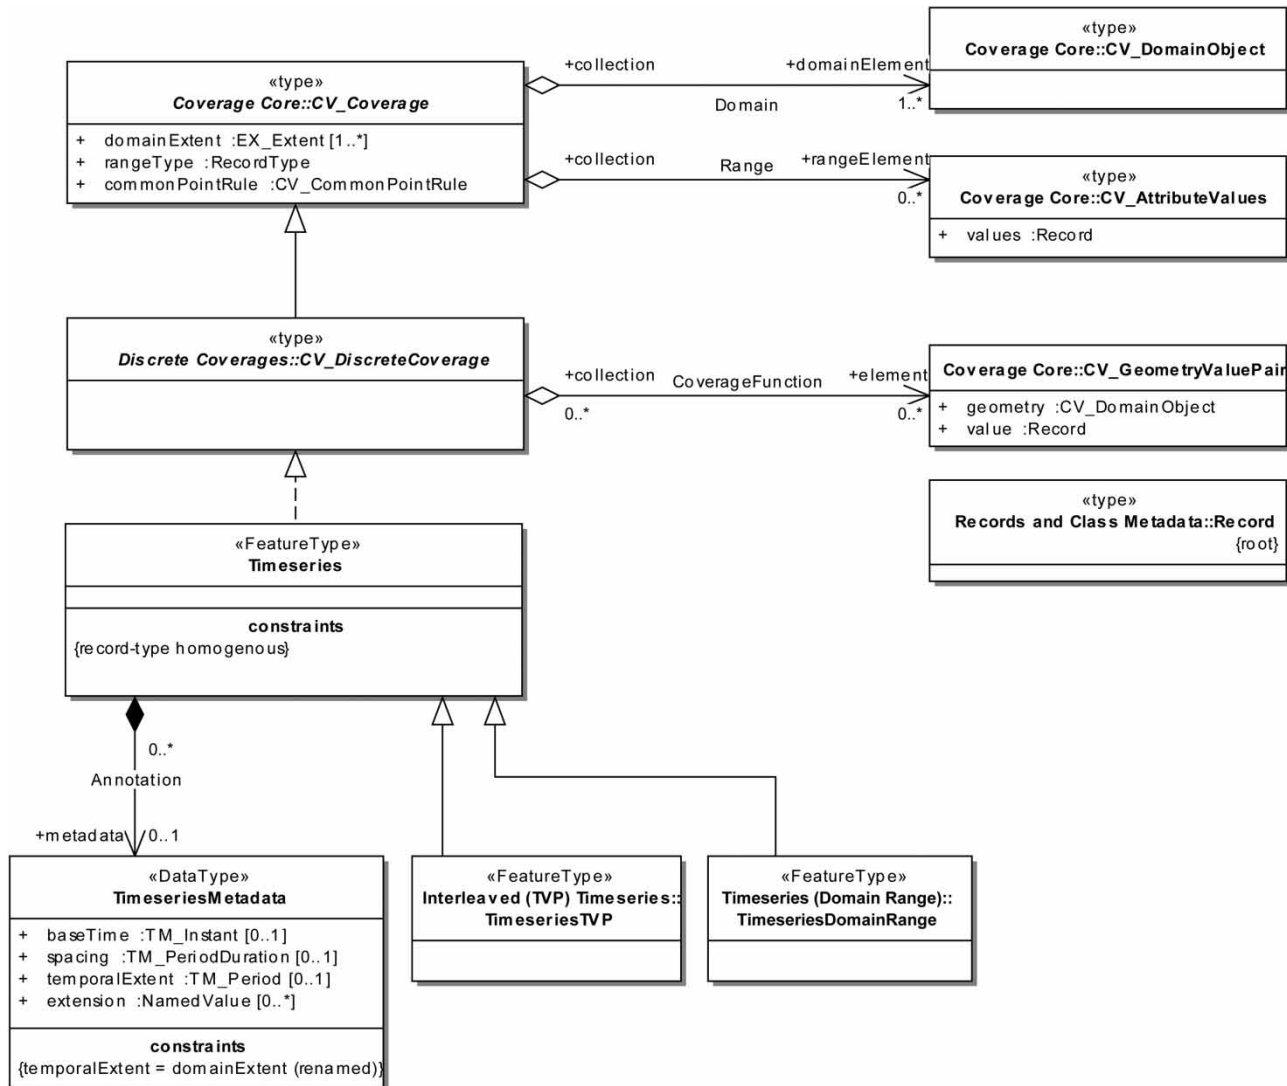 «type»
Coverage Core::CV_Coverage
+ domainExtent :EX_Extent [1..*]
+ rangeType :RecordType
+ commonPointRule :CV_CommonPointRule
+collection
+domainElement
Domain
1..*
«type»
Coverage Core::CV_DomainObject
+collection
+rangeElement
Range
0..*
«type»
Coverage Core::CV_AttributeValues
+ values :Record
«type»
Discrete Coverages::CV_DiscreteCoverage
+collection
+element
CoverageFunction
0..*
0..*
Coverage Core::CV_GeometryValuePair
+ geometry :CV_DomainObject
+ value :Record
«type»
Records and Class Metadata::Record
{root}
«FeatureType»
Timeseries
constraints
{record-type homogenous}
0..*
Annotation
+metadata
0..1
«DataType»
TimeseriesMetadata
+ baseTime :TM_Instant [0..1]
+ spacing :TM_PeriodDuration [0..1]
+ temporalExtent :TM_Period [0..1]
+ extension :NamedValue [0..*]
constraints
{temporalExtent = domainExtent (renamed)}
«FeatureType»
Interleaved (TVP) Timeseries::
TimeseriesTVP
«FeatureType»
Timeseries (Domain Range)::
TimeseriesDomainRange